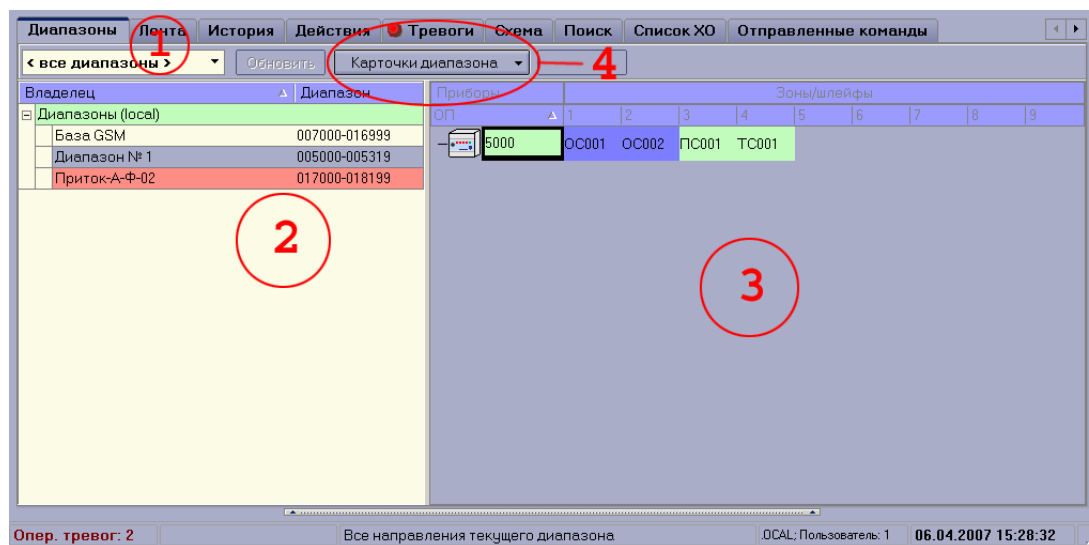 Диапазоны Лента История Действия Тревоги Схема Поиск Список ХО Отправленные команды
1
< все диапазоны > Обновить Карточки диапазона 4
Владелец Диапазон Приборы Зоны/шлейфы
Диапазоны (local) ОП 1 2 3 4 5 6 7 8 9
База GSM 007000-016999
5000 ОС001 ОС002 ПС001 ТС001
Диапазон № 1 005000-005319
Приток-А-Ф-02 017000-018199
2
3
Опер. тревог: 2 Все направления текущего диапазона .OCAL; Пользователь: 1 06.04.2007 15:28:32